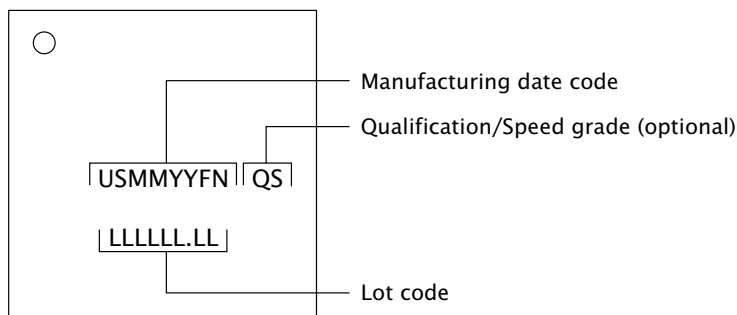 Manufacturing date code
Qualification/Speed grade (optional)
USMMYYFN QS
LLLLLL.LL
Lot code